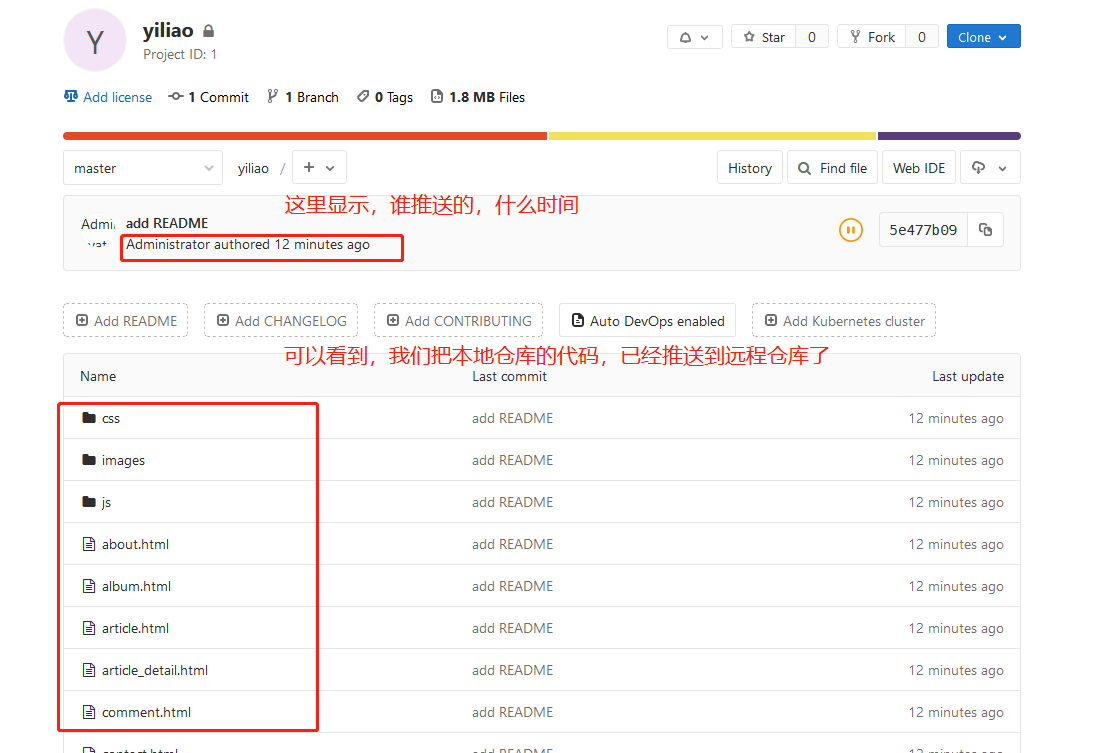 Y
yiliao
Project ID: 1
Star 0
Fork 0
Clone
Add license
1 Commit
1 Branch
0 Tags
1.8 MB Files
master
yiliao / +
History
Find file
Web IDE
这里显示，谁推送的，什么时间
add README
Administrator authored 12 minutes ago
5e477b09
Add README
Add CHANGELOG
Add CONTRIBUTING
Auto DevOps enabled
Add Kubernetes cluster
可以看到，我们把本地仓库的代码，已经推送到远程仓库了
Name Last commit Last update
css add README 12 minutes ago
images add README 12 minutes ago
js add README 12 minutes ago
about.html add README 12 minutes ago
album.html add README 12 minutes ago
article.html add README 12 minutes ago
article_detail.html add README 12 minutes ago
comment.html add README 12 minutes ago
contact.html add README 12 minutes ago